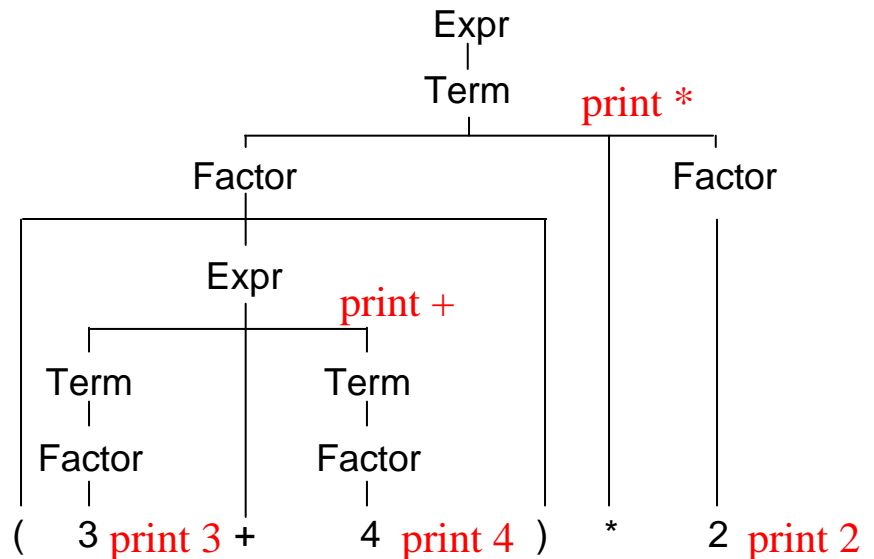 Expr
Term
print *
Factor Factor
Expr
print +
Term Term
Factor Factor
( 3 print 3 + 4 print 4 ) * 2 print 2